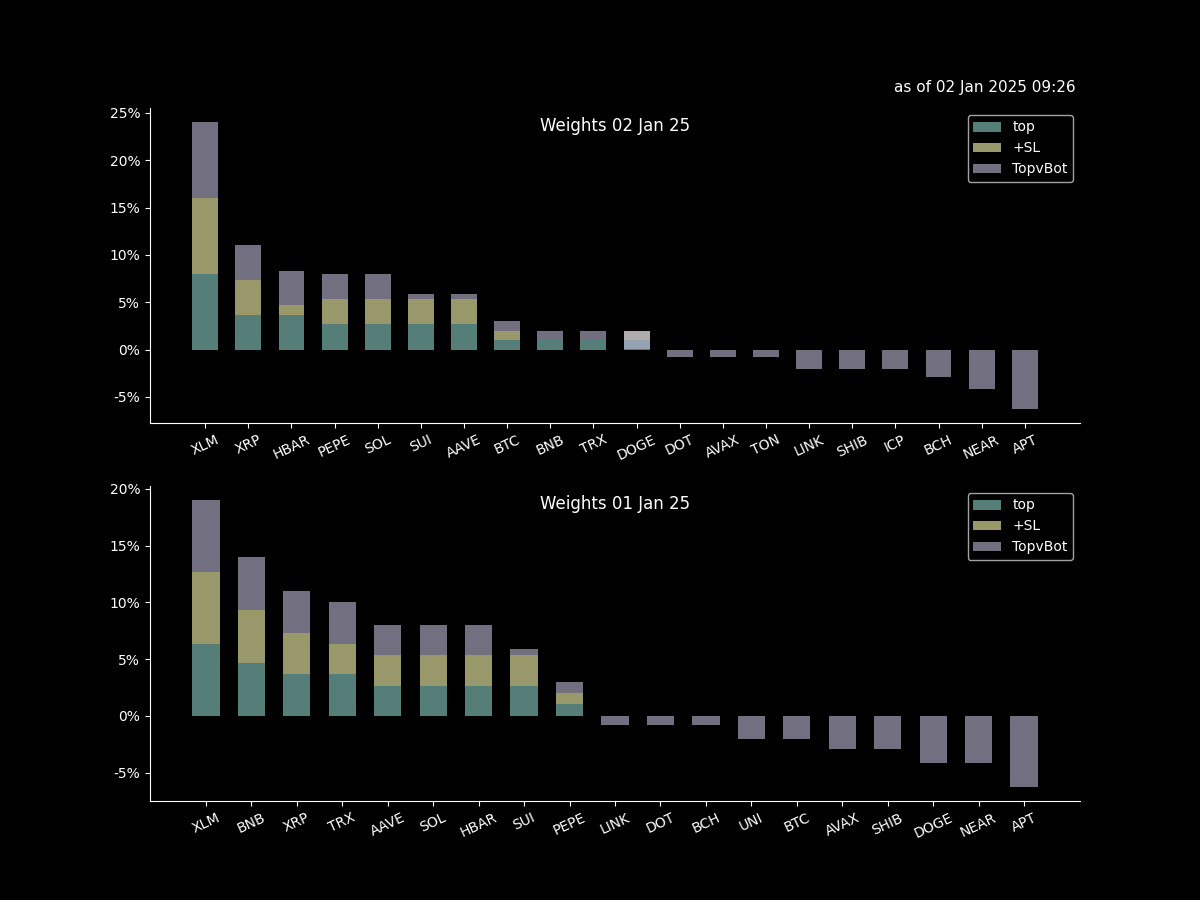 as of 02 Jan 2025 09:26
Weights 02 Jan 25
top
+SL
TopvBot
25%
20%
15%
10%
5%
0%
-5%
XLM XRP HBAR PEPE SOL SUI AAVE BTC BNB TRX DOGE DOT AVAX TON LINK SHIB ICP BCH NEAR APT
Weights 01 Jan 25
top
+SL
TopvBot
20%
15%
10%
5%
0%
-5%
XLM BNB XRP TRX AAVE SOL HBAR SUI PEPE LINK DOT BCH UNI BTC AVAX SHIB DOGE NEAR APT